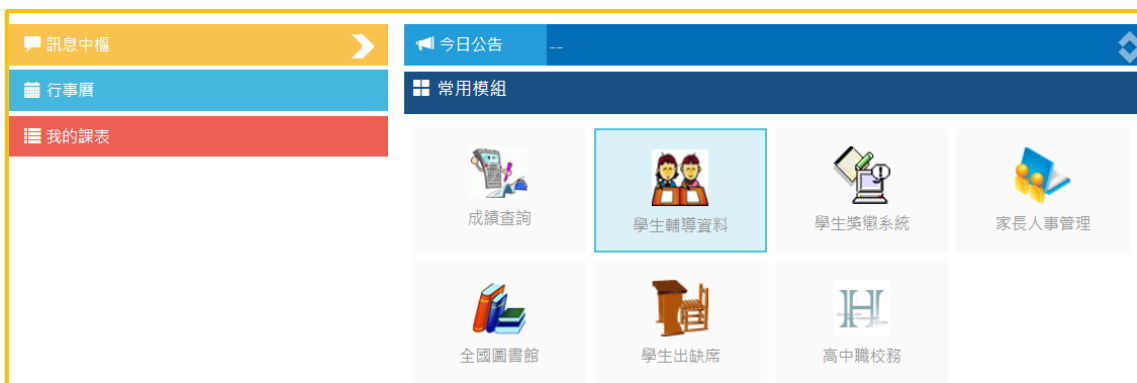 訊息中樞
行事曆
我的課表
今日公告 --
常用模組
成績查詢
學生輔導資料
學生獎懲系統
家長人事管理
全國圖書館
學生出缺席
高中職校務